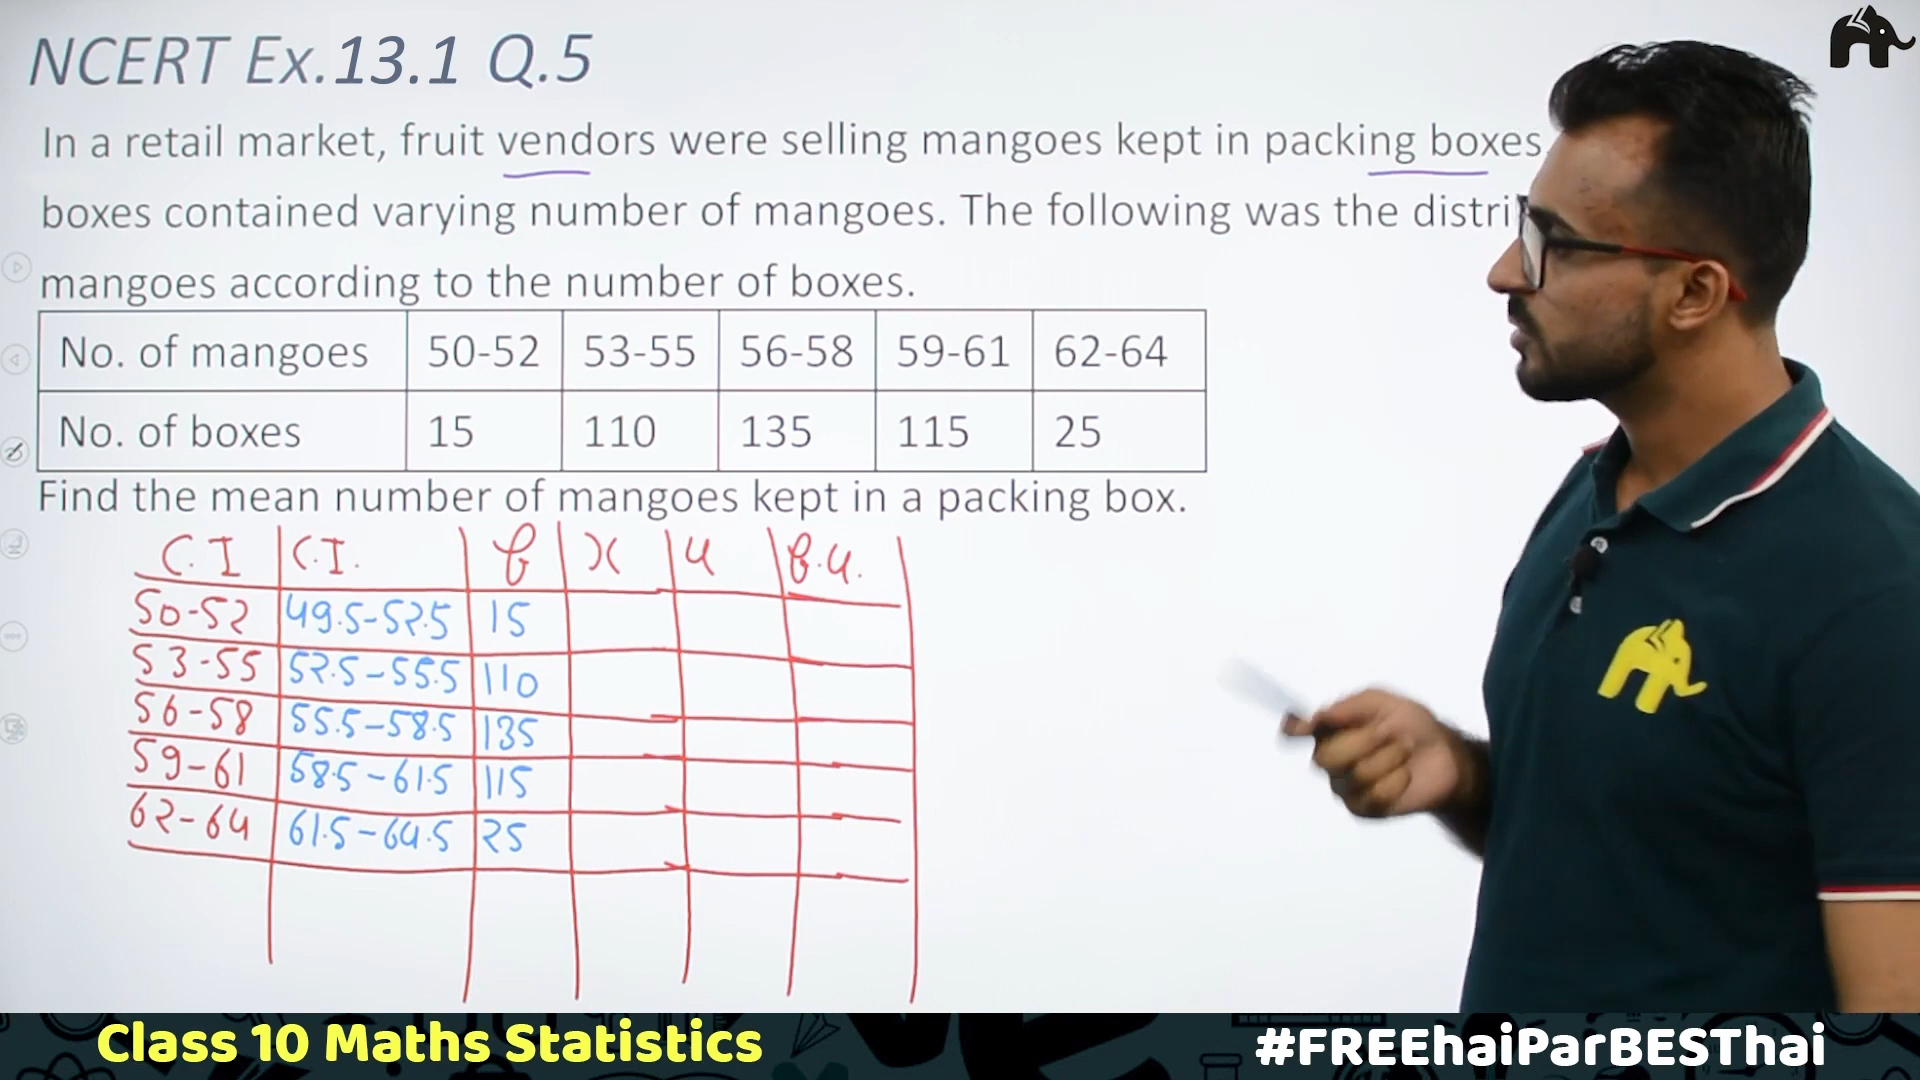 NCERT Ex.13.1 Q.5
In a retail market, fruit vendors were selling mangoes kept in packing boxes
boxes contained varying number of mangoes. The following was the distri
mangoes according to the number of boxes.
No. of mangoes 50-52 53-55 56-58 59-61 62-64
No. of boxes 15 110 135 115 25
Find the mean number of mangoes kept in a packing box.
C.I C.I. f x u f.u.
50-52 49.5-52.5 15
53-55 52.5-55.5 110
56-58 55.5-58.5 135
59-61 58.5-61.5 115
62-64 61.5-64.5 25
Class 10 Maths Statistics
#FREEhaiParBESThai